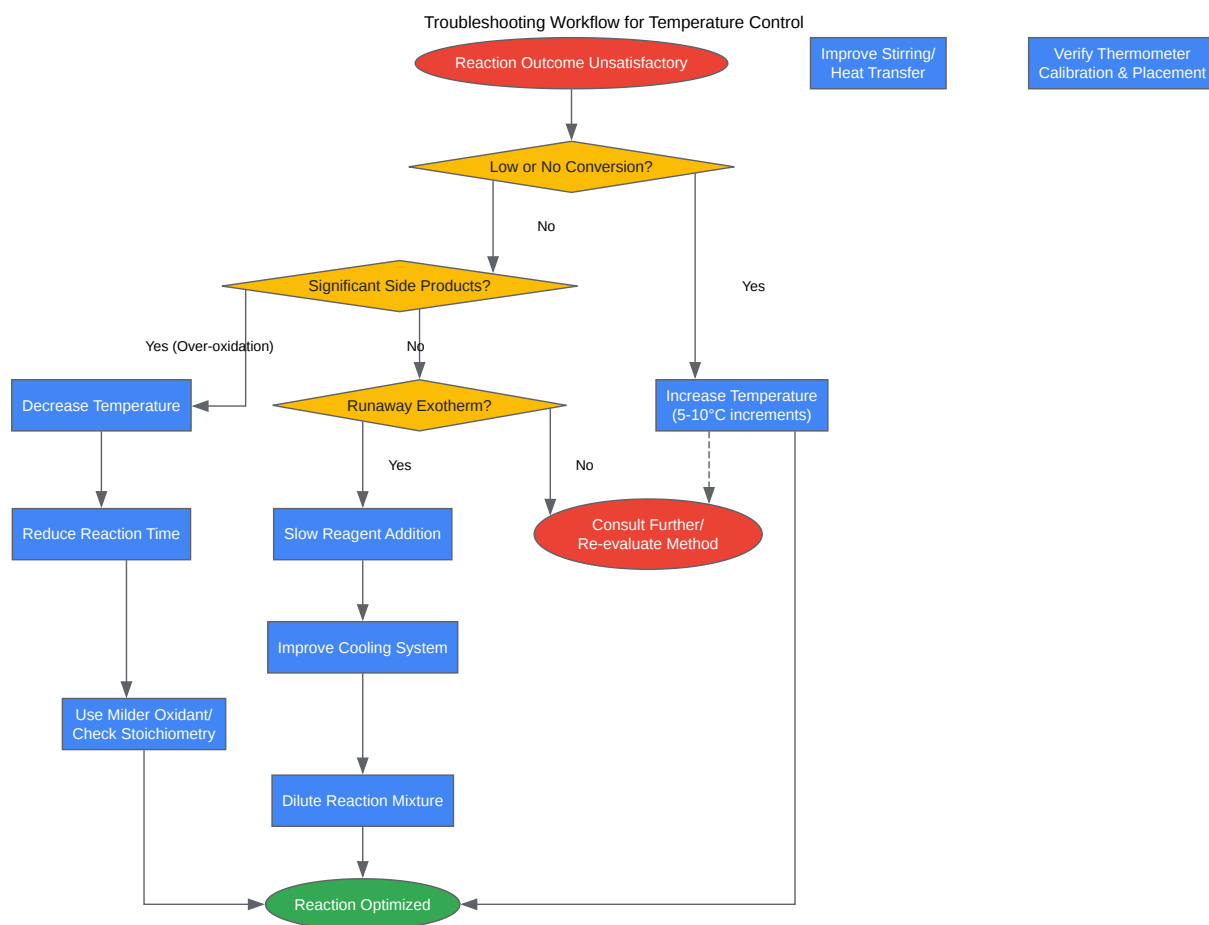 Troubleshooting Workflow for Temperature Control
Reaction Outcome Unsatisfactory
Improve Stirring/
Heat Transfer
Verify Thermometer
Calibration & Placement
Low or No Conversion?
No
Yes
Significant Side Products?
Yes (Over-oxidation)
No
Decrease Temperature
Runaway Exotherm?
Increase Temperature
(5-10°C increments)
Yes
No
Reduce Reaction Time
Slow Reagent Addition
Consult Further/
Re-evaluate Method
Improve Cooling System
Use Milder Oxidant/
Check Stoichiometry
Dilute Reaction Mixture
Reaction Optimized